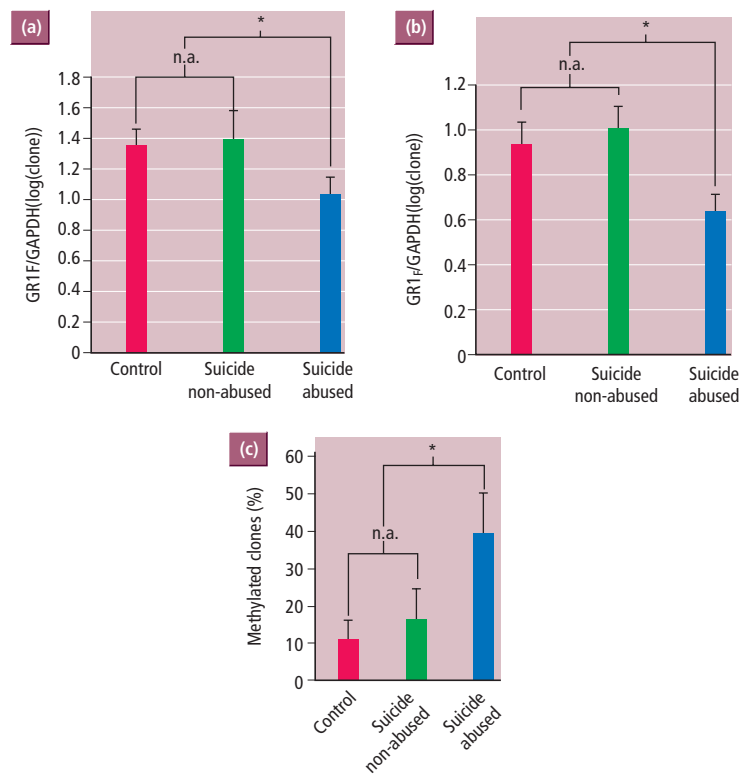 (a)
*
n.a.
1.8
1.6
1.4
1.2
1.0
0.8
0.6
0.4
0.2
0
GR1F/GAPDH(log(clone))
Control
Suicide
non-abused
Suicide
abused
(b)
*
n.a.
1.2
1.0
0.8
0.6
0.4
0.2
0
GR1F/GAPDH(log(clone))
Control
Suicide
non-abused
Suicide
abused
(c)
*
n.a.
60
50
40
30
20
10
0
Methylated clones (%)
Control
Suicide
non-abused
Suicide
abused